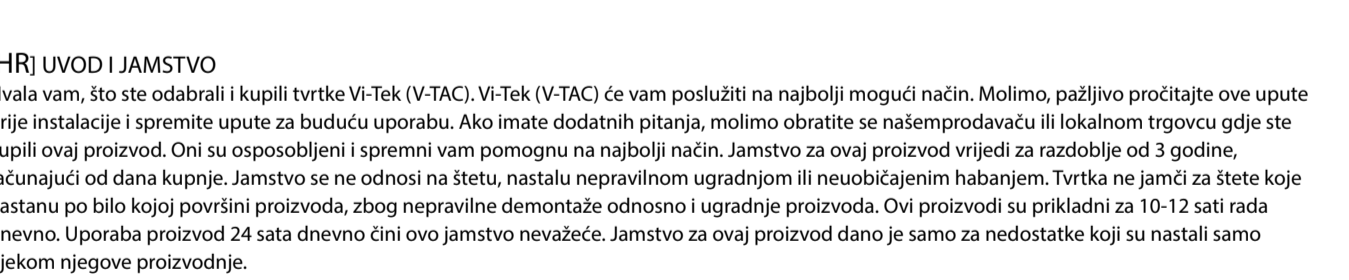 HR] UVOD I JAMSTVO
vala vam, što ste odabrali i kupili tvrtke Vi-Tek (V-TAC). Vi-Tek (V-TAC) će vam poslužiti na najbolji mogući način. Molimo, pažljivo pročitajte ove upute
rije instalacije i spremite upute za buduću uporabu. Ako imate dodatnih pitanja, molimo obratite se našemprodavaču ili lokalnom trgovcu gdje ste
upili ovaj proizvod. Oni su osposobljeni i spremni vam pomognu na najbolji način. Jamstvo za ovaj proizvod vrijedi za razdoblje od 3 godine,
ačunajući od dana kupnje. Jamstvo se ne odnosi na štetu, nastalu nepravilnom ugradnjom ili neuobičajenim habanjem. Tvrtka ne jamči za štete koje
astanu po bilo kojoj površini proizvoda, zbog nepravilne demontaže odnosno i ugradnje proizvoda. Ovi proizvodi su prikladni za 10-12 sati rada
nevno. Uporaba proizvod 24 sata dnevno čini ovo jamstvo nevažeće. Jamstvo za ovaj proizvod dano je samo za nedostatke koji su nastali samo
jekom njegove proizvodnje.